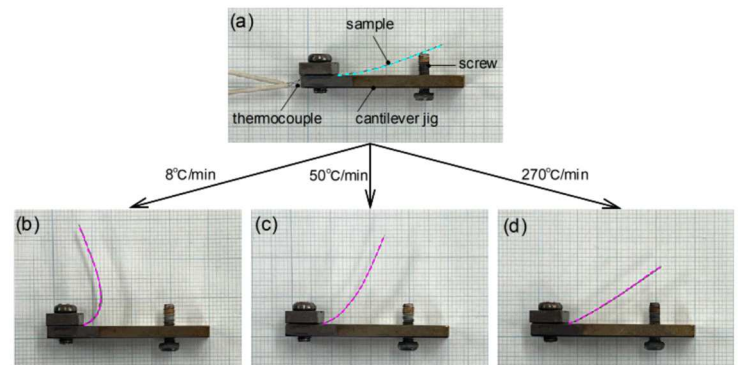 (a)
sample
screw
thermocouple
cantilever jig
8°C/min
50°C/min
270°C/min
(b)
(c)
(d)